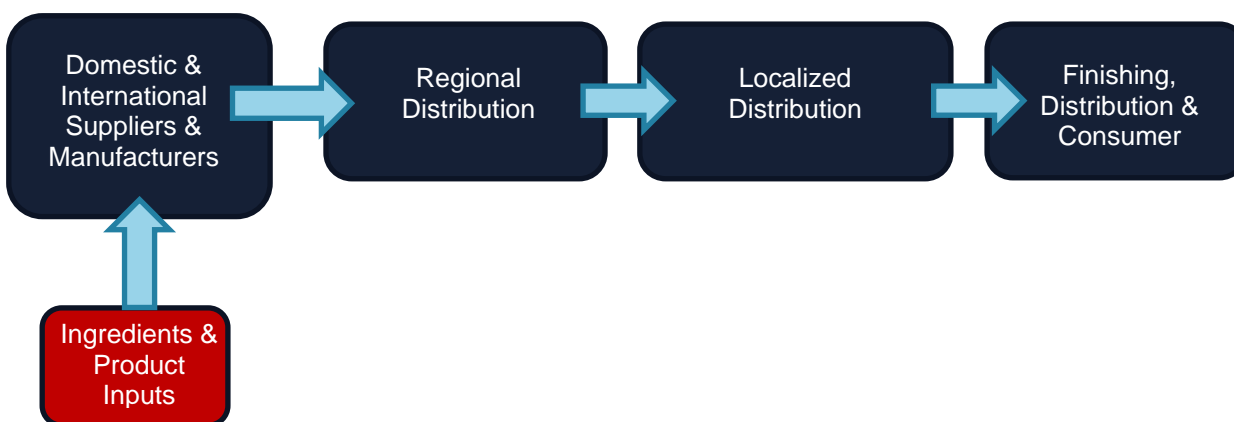 Domestic &
International
Suppliers &
Manufacturers
Regional
Distribution
Localized
Distribution
Finishing,
Distribution &
Consumer
Ingredients &
Product
Inputs